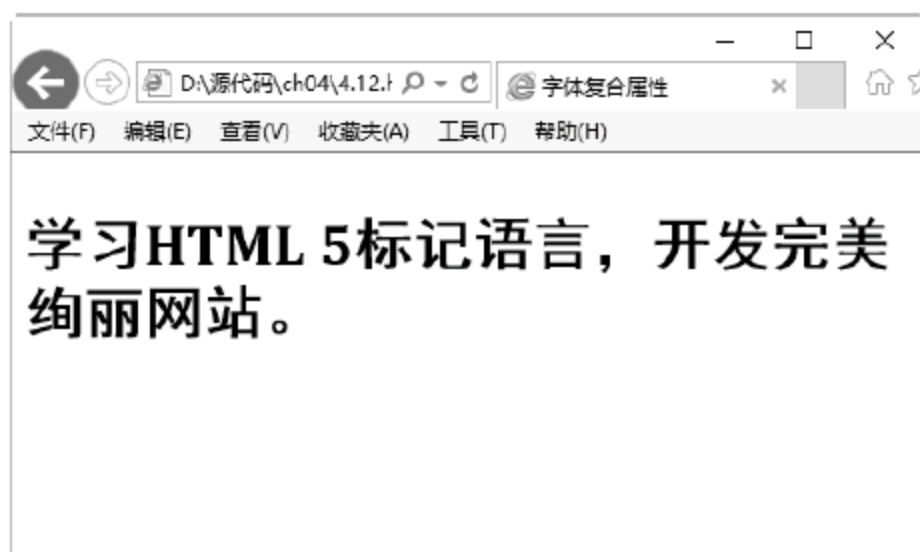 D:\源代码\ch04\4.12.h
字体复合属性
文件(F) 编辑(E) 查看(V) 收藏夹(A) 工具(T) 帮助(H)
学习HTML 5标记语言，开发完美
绚丽网站。